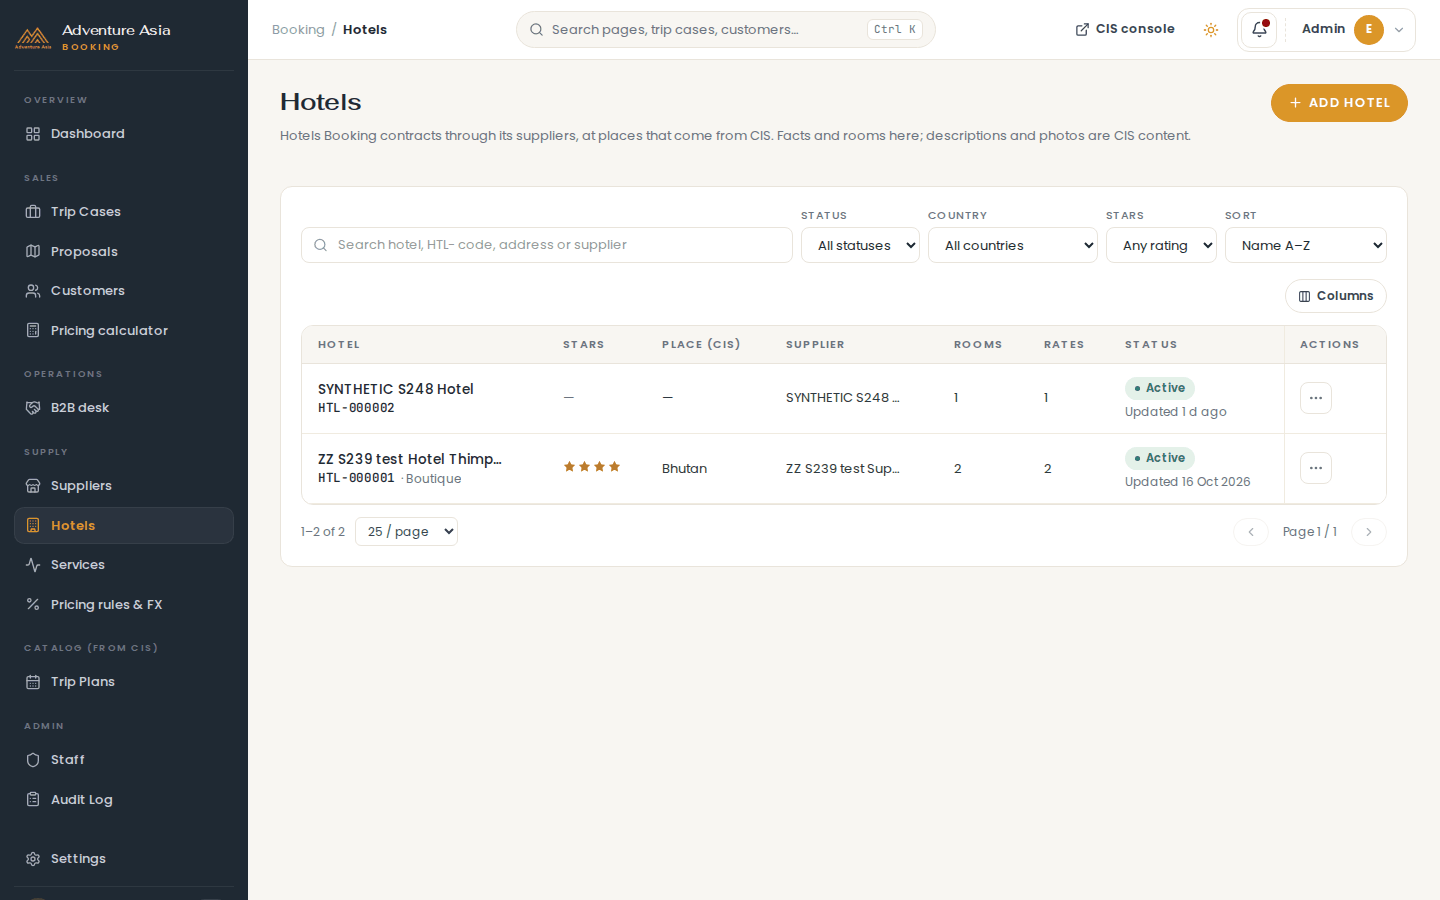 Adventure Asia
BOOKING
Adventure Asia
OVERVIEW
Dashboard
SALES
Trip Cases
Proposals
Customers
Pricing calculator
OPERATIONS
B2B desk
SUPPLY
Suppliers
Hotels
Services
Pricing rules & FX
CATALOG (FROM CIS)
Trip Plans
ADMIN
Staff
Audit Log
Settings
Booking / Hotels
Search pages, trip cases, customers... Ctrl K
CIS console
Admin E
Hotels
ADD HOTEL
Hotels Booking contracts through its suppliers, at places that come from CIS. Facts and rooms here; descriptions and photos are CIS content.
STATUS COUNTRY STARS SORT
Search hotel, HTL- code, address or supplier All statuses All countries Any rating Name A–Z
Columns
HOTEL STARS PLACE (CIS) SUPPLIER ROOMS RATES STATUS ACTIONS
SYNTHETIC S248 Hotel — — SYNTHETIC S248 ... 1 1 Active
HTL-000002 Updated 1 d ago
ZZ S239 test Hotel Thimp... Bhutan ZZ S239 test Sup... 2 2 Active
HTL-000001 · Boutique Updated 16 Oct 2026
1–2 of 2 25 / page Page 1 / 1